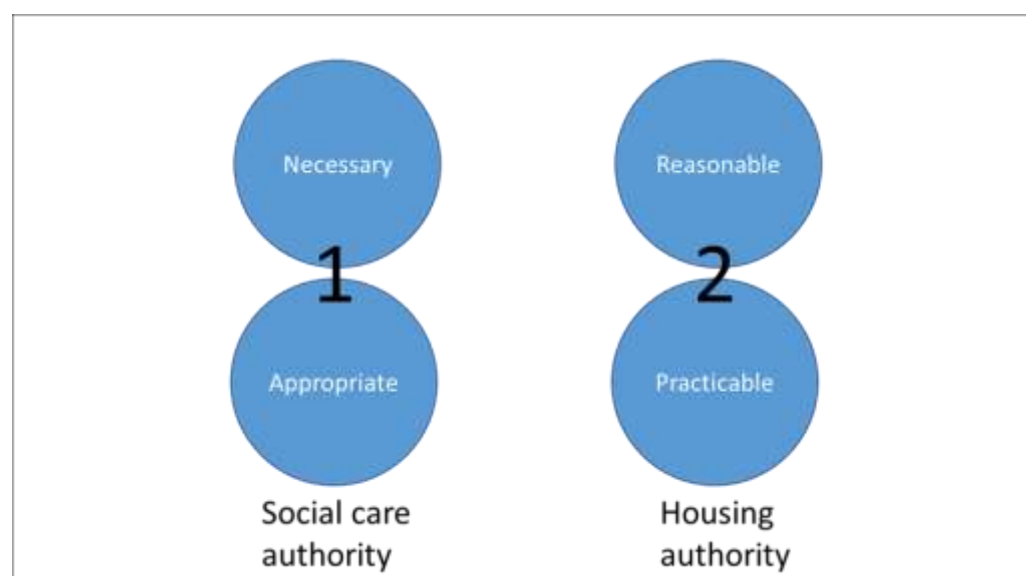 Necessary
1
Appropriate
Social care
authority
Reasonable
2
Practicable
Housing
authority